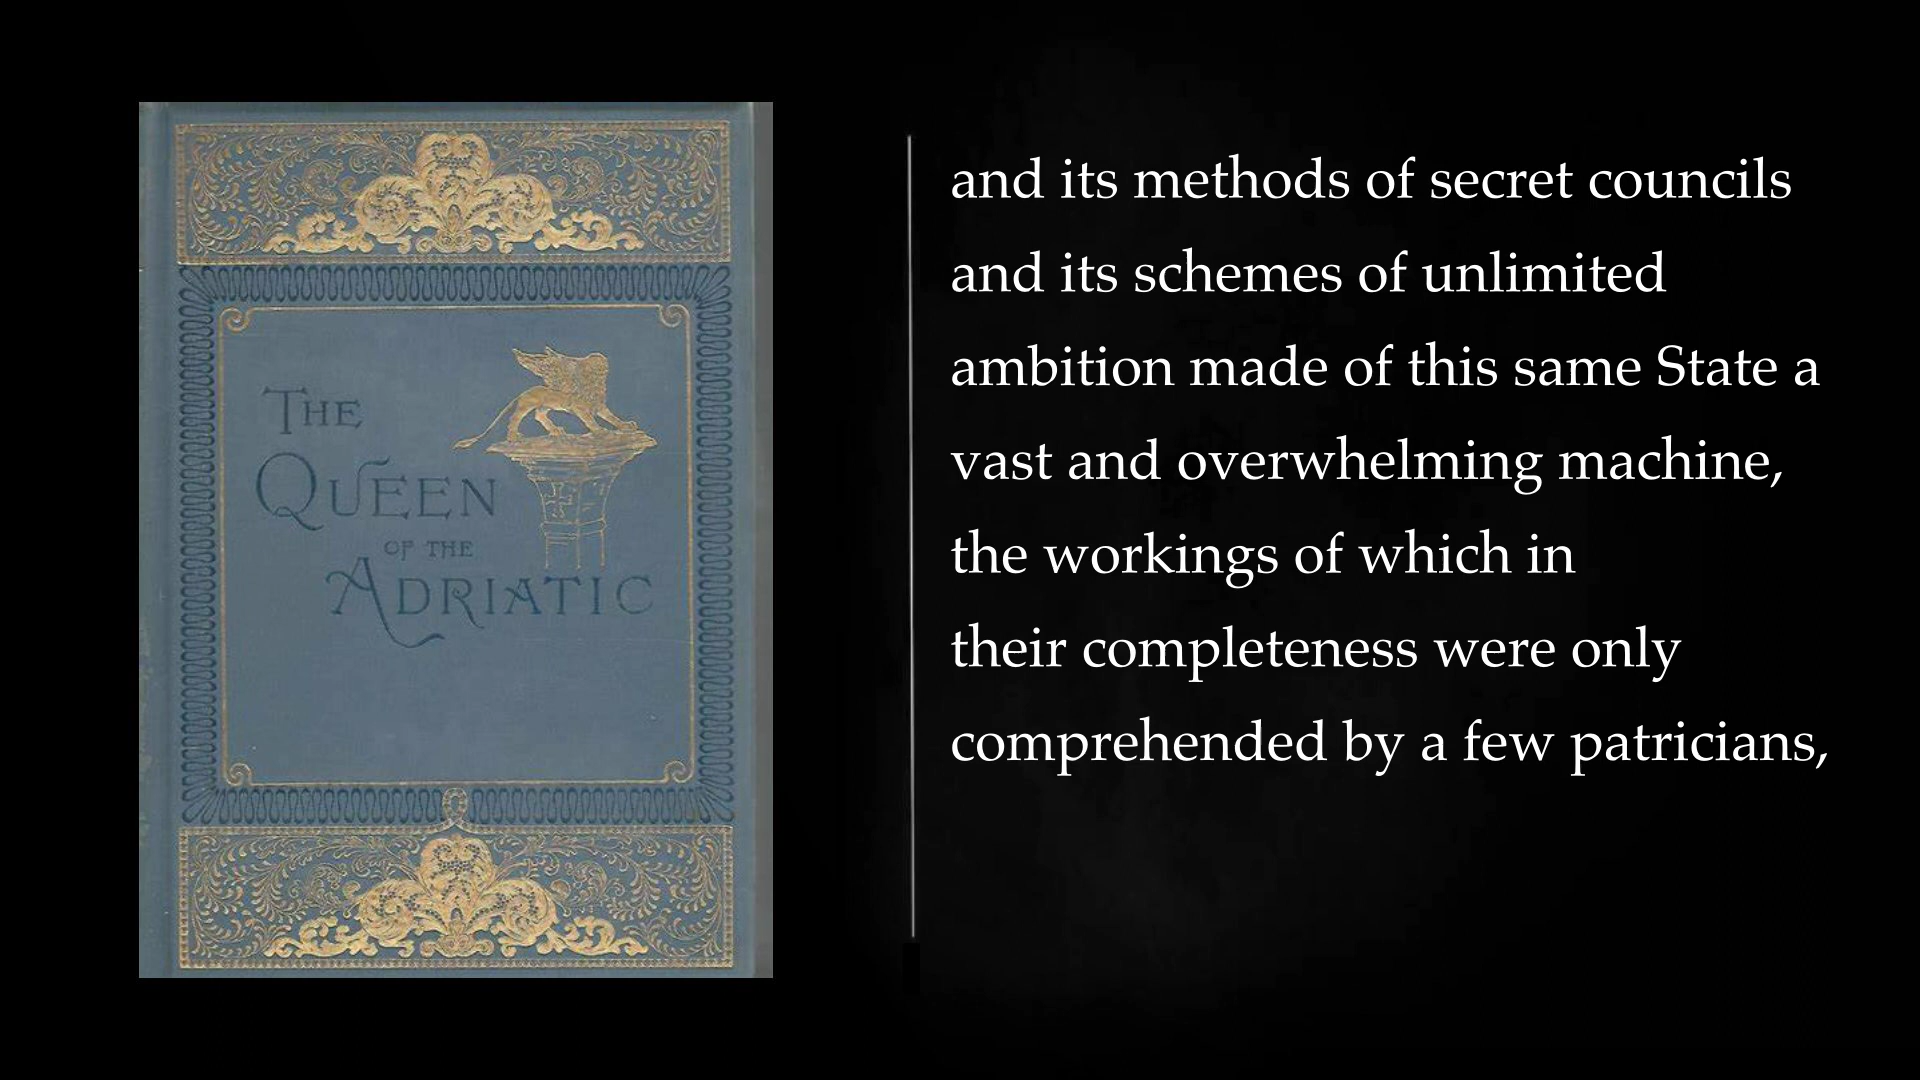 THE
QUEEN
OF THE
ADRIATIC
and its methods of secret councils
and its schemes of unlimited
ambition made of this same State a
vast and overwhelming machine,
the workings of which in
their completeness were only
comprehended by a few patricians,